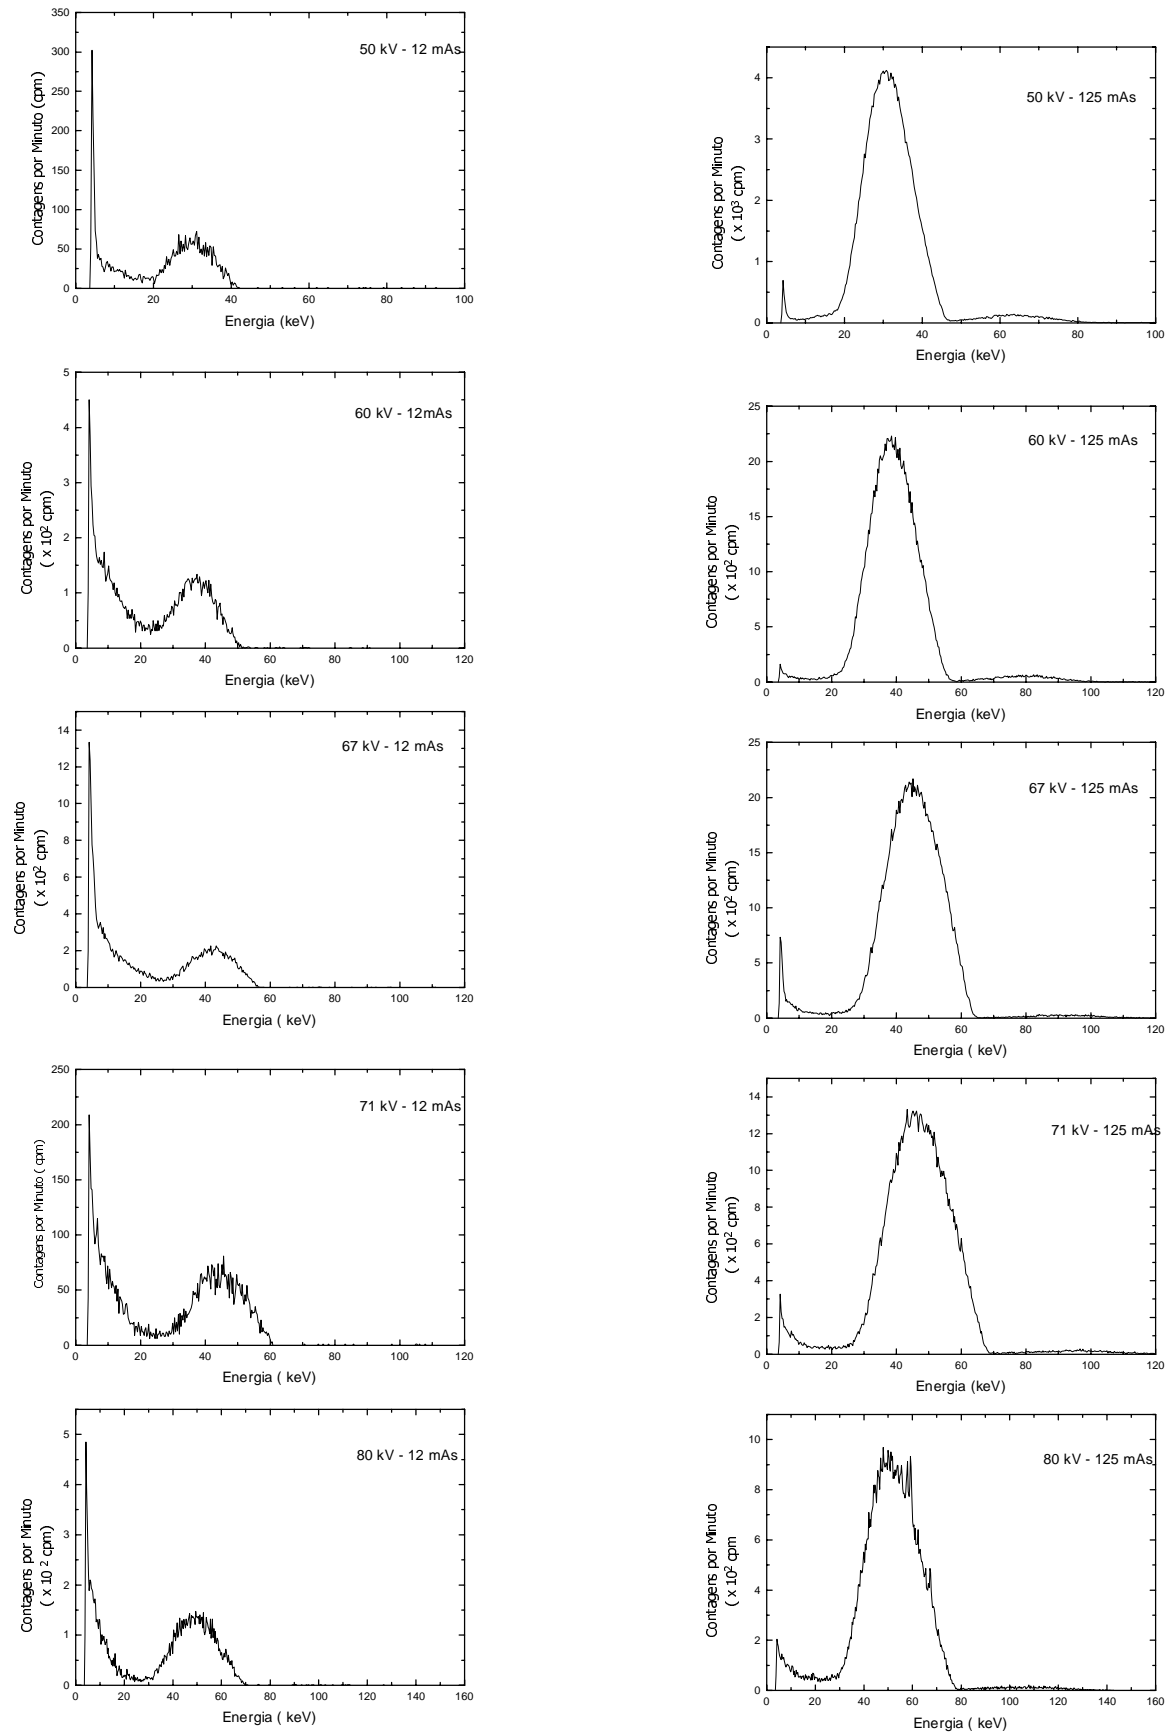 350
300
250
200
150
100
50
0
0 20 40 60 80 100
50 kV - 12 mAs
Contagens por Minuto (cpm)
Energia (keV)
4
3
2
1
0 20 40 60 80 100
50 kV - 125 mAs
Contagens por Minuto
( x 10³ cpm)
Energia (keV)
5
4
3
2
1
0
0 20 40 60 80 100 120
60 kV - 12mAs
Contagens por Minuto
( x 10² cpm)
Energia (keV)
25
20
15
10
5
0
0 20 40 60 80 100 120
60 kV - 125 mAs
Contagens por Minuto
( x 10² cpm)
Energia (keV)
14
12
10
8
6
4
2
0
0 20 40 60 80 100 120
67 kV - 12 mAs
Contagens por Minuto
( x 10² cpm)
Energia ( keV)
25
20
15
10
5
0
0 20 40 60 80 100 120
67 kV - 125 mAs
Contagens por Minuto
( x 10² cpm)
Energia ( keV)
250
200
150
100
50
0
0 20 40 60 80 100 120
71 kV - 12 mAs
Contagens por Minuto ( cpm)
Energia ( keV)
14
12
10
8
6
4
2
0
0 20 40 60 80 100 120
71 kV - 125 mAs
Contagens por Minuto
( x 10² cpm)
Energia (keV)
5
4
3
2
1
0
0 20 40 60 80 100 120 140 160
80 kV - 12 mAs
Contagens por Minuto
( x 10 ² cpm)
Energia ( keV)
10
8
6
4
2
0
0 20 40 60 80 100 120 140 160
80 kV - 125 mAs
Contagens por Minuto
( x 10² cpm
Energia ( keV)